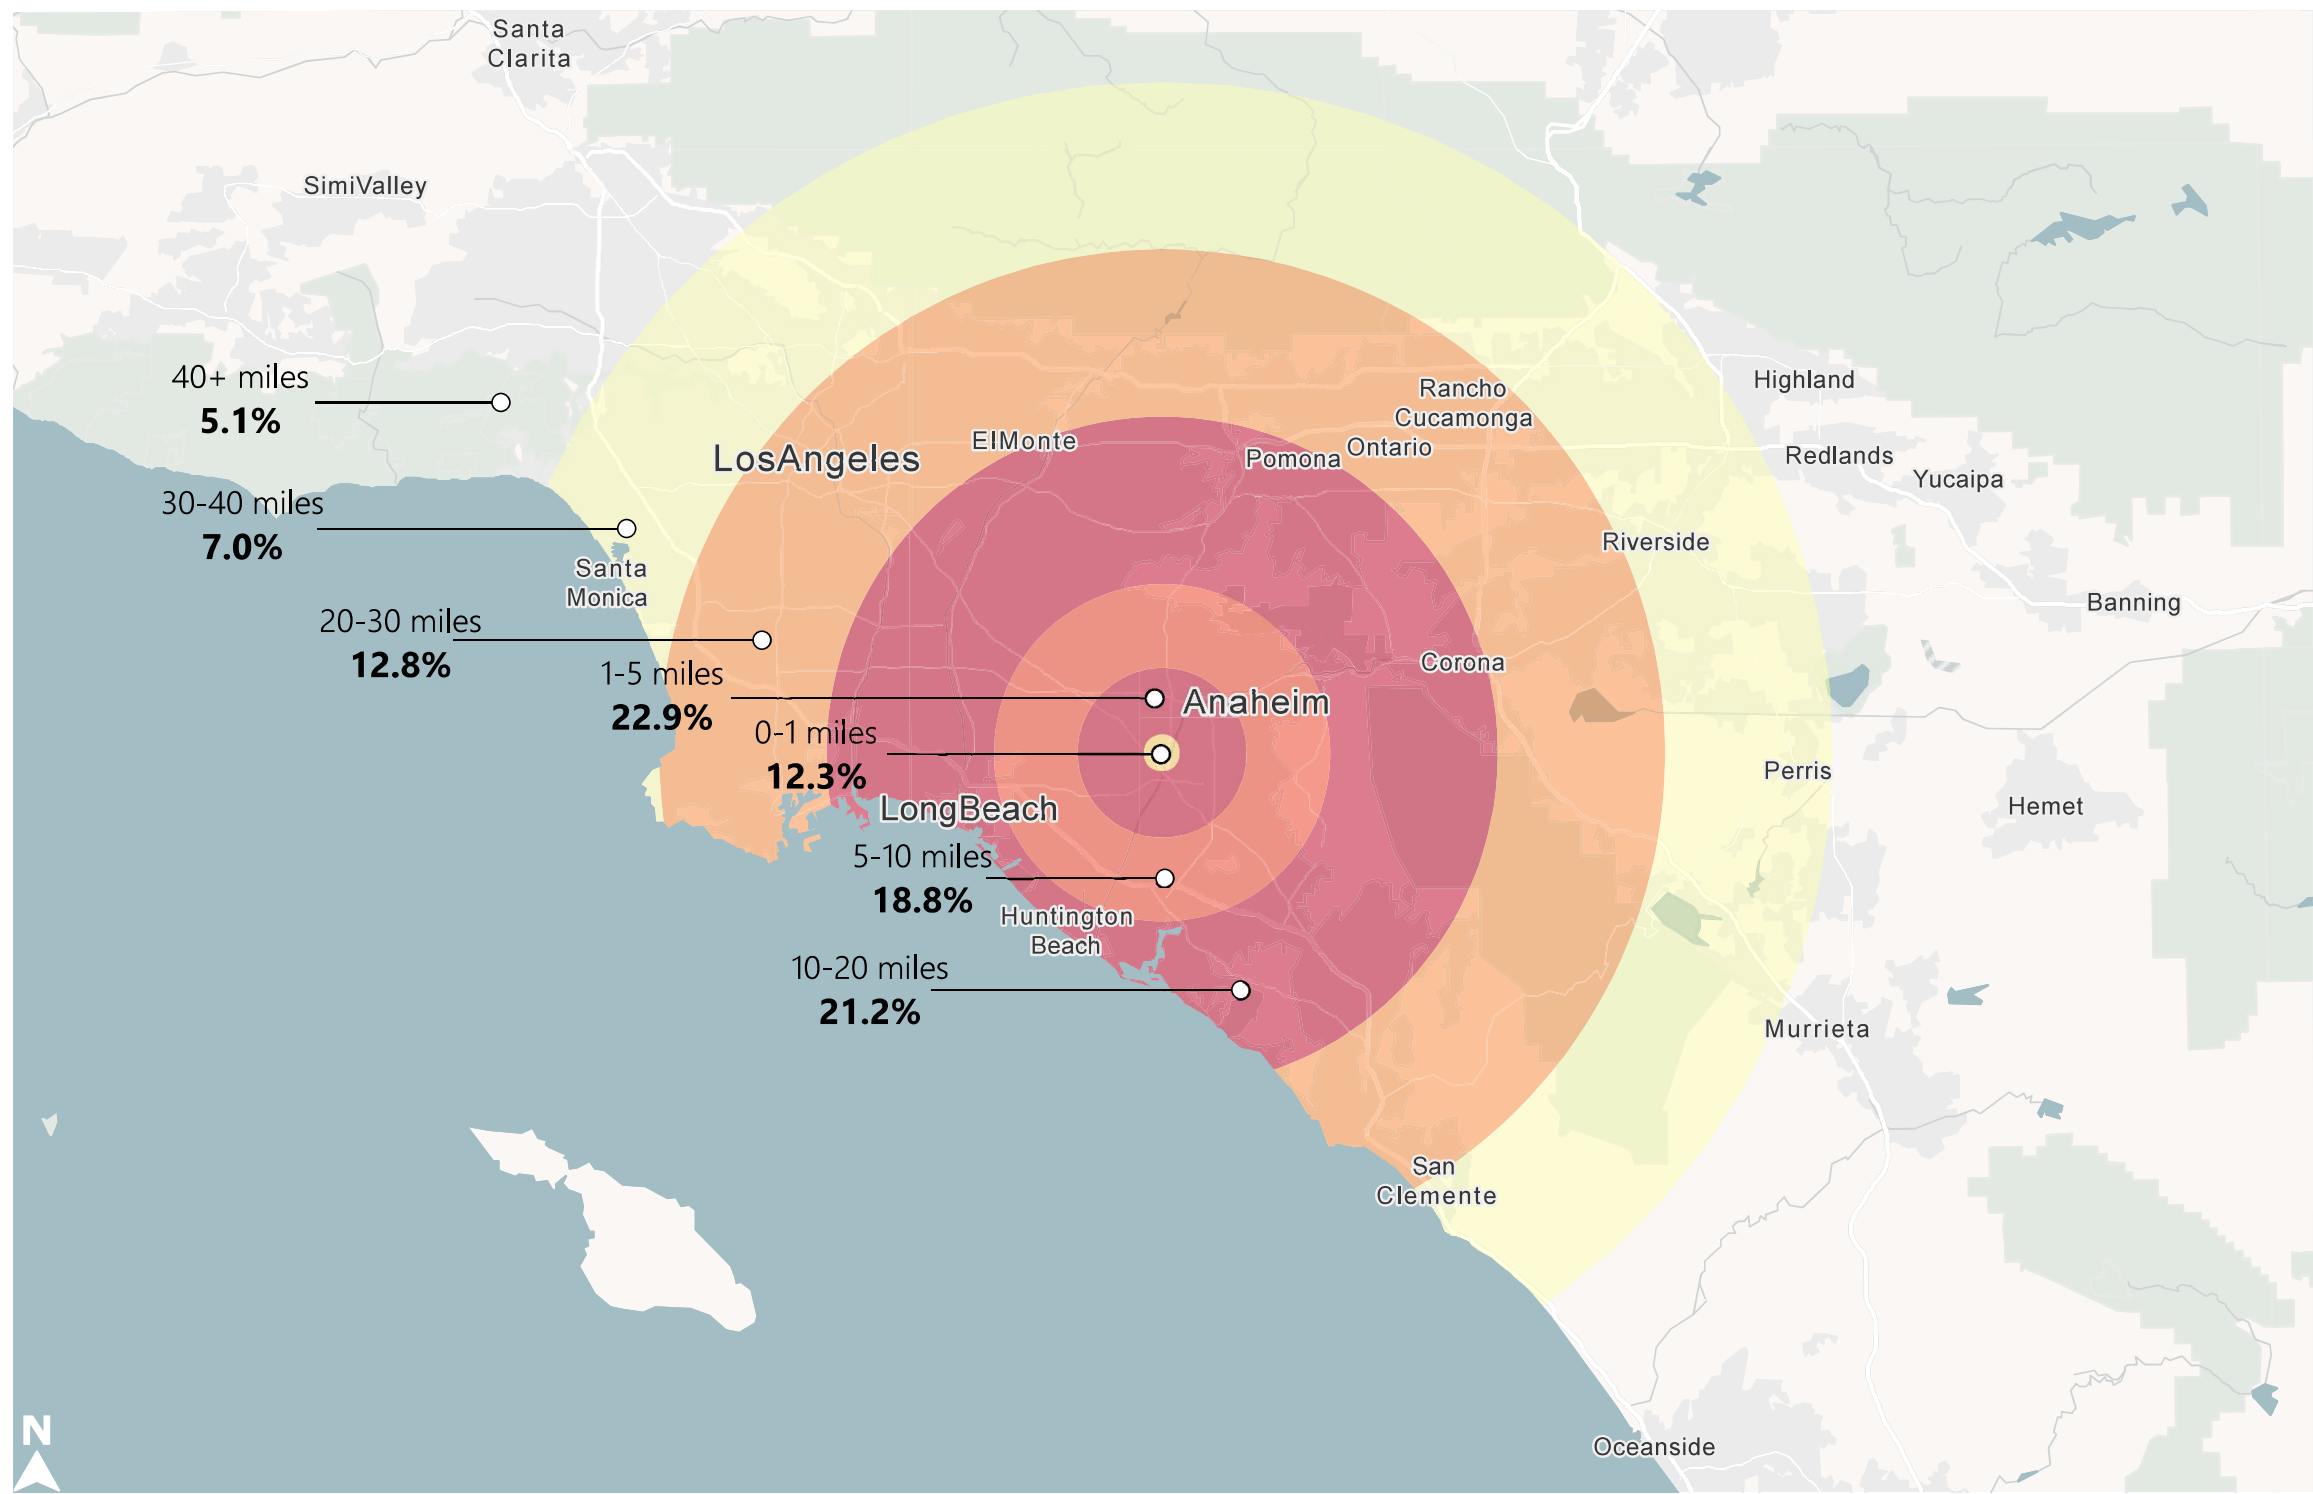 Santa
Clarita
SimiValley
40+ miles
5.1%
Highland
Rancho
Cucamonga
ElMonte
Ontario
LosAngeles
Pomona
Redlands
Yucaipa
30-40 miles
7.0%
Riverside
Santa
Monica
Banning
20-30 miles
12.8%
1-5 miles
22.9%
Corona
Anaheim
0-1 miles
12.3%
Perris
LongBeach
Hemet
5-10 miles
18.8%
Huntington
Beach
10-20 miles
21.2%
Murrieta
San
Clemente
N
Oceanside